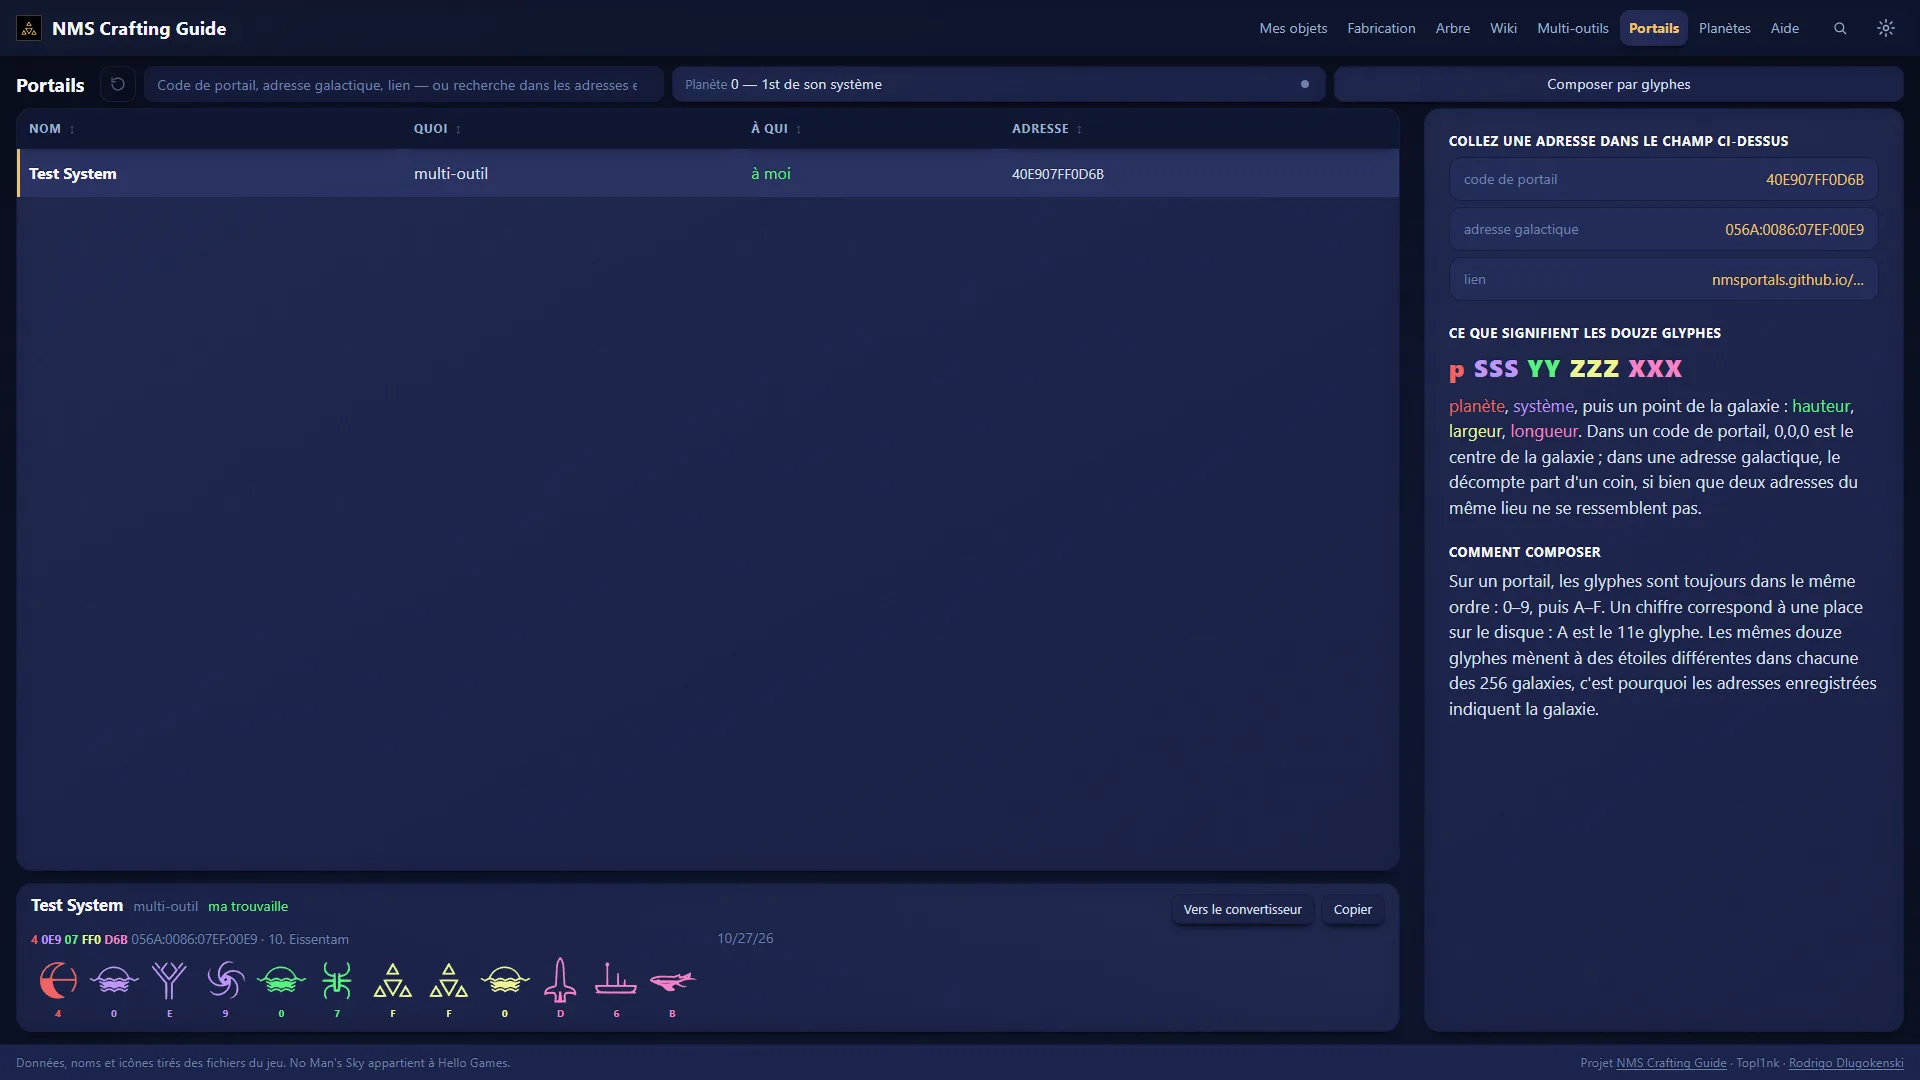 NMS Crafting Guide
Mes objets Fabrication Arbre Wiki Multi-outils Portails Planètes Aide
Portails
Code de portail, adresse galactique, lien — ou recherche dans les adresses e
Planète 0 — 1st de son système
Composer par glyphes
NOM QUOI À QUI ADRESSE
Test System multi-outil à moi 40E907FF0D6B
COLLEZ UNE ADRESSE DANS LE CHAMP CI-DESSUS
code de portail 40E907FF0D6B
adresse galactique 056A:0086:07EF:00E9
lien nmsportals.github.io/...
CE QUE SIGNIFIENT LES DOUZE GLYPHES
p SSS YY ZZZ XXX
planète, système, puis un point de la galaxie : hauteur,
largeur, longueur. Dans un code de portail, 0,0,0 est le
centre de la galaxie ; dans une adresse galactique, le
décompte part d'un coin, si bien que deux adresses du
même lieu ne se ressemblent pas.
COMMENT COMPOSER
Sur un portail, les glyphes sont toujours dans le même
ordre : 0–9, puis A–F. Un chiffre correspond à une place
sur le disque : A est le 11e glyphe. Les mêmes douze
glyphes mènent à des étoiles différentes dans chacune
des 256 galaxies, c'est pourquoi les adresses enregistrées
indiquent la galaxie.
Test System multi-outil ma trouvaille
Vers le convertisseur Copier
4 0E9 07 FF0 D6B 056A:0086:07EF:00E9 · 10. Eissentam 10/27/26
4 0 E 9 0 7 F F 0 D 6 B
Données, noms et icônes tirés des fichiers du jeu. No Man's Sky appartient à Hello Games.
Projet NMS Crafting Guide · Topl1nk · Rodrigo Dlugokenski